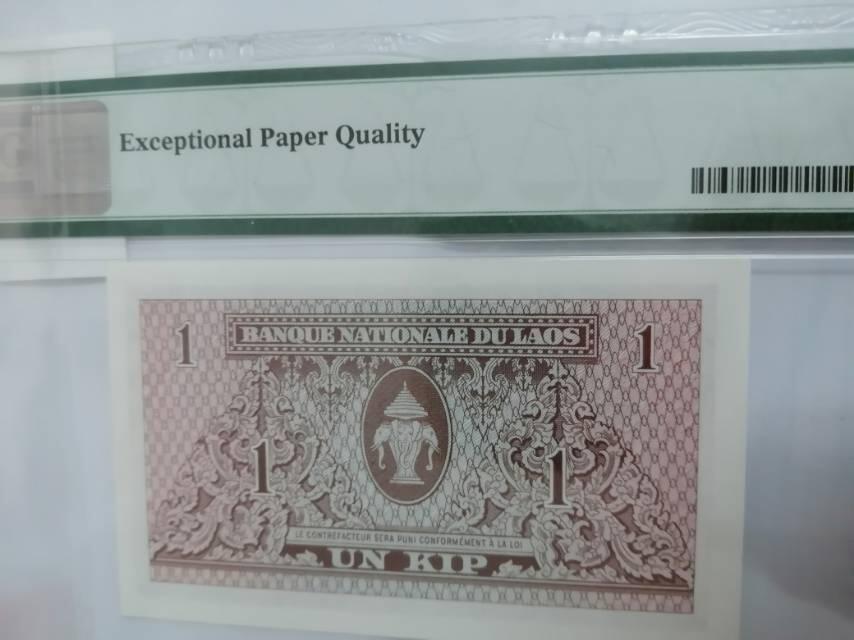 Exceptional Paper Quality
1 BANQUE NATIONALE DU LAOS 1
1 1
LE CONTREFACTEUR SERA PUNI CONFORMÉMENT À LA LOI
UN KIP